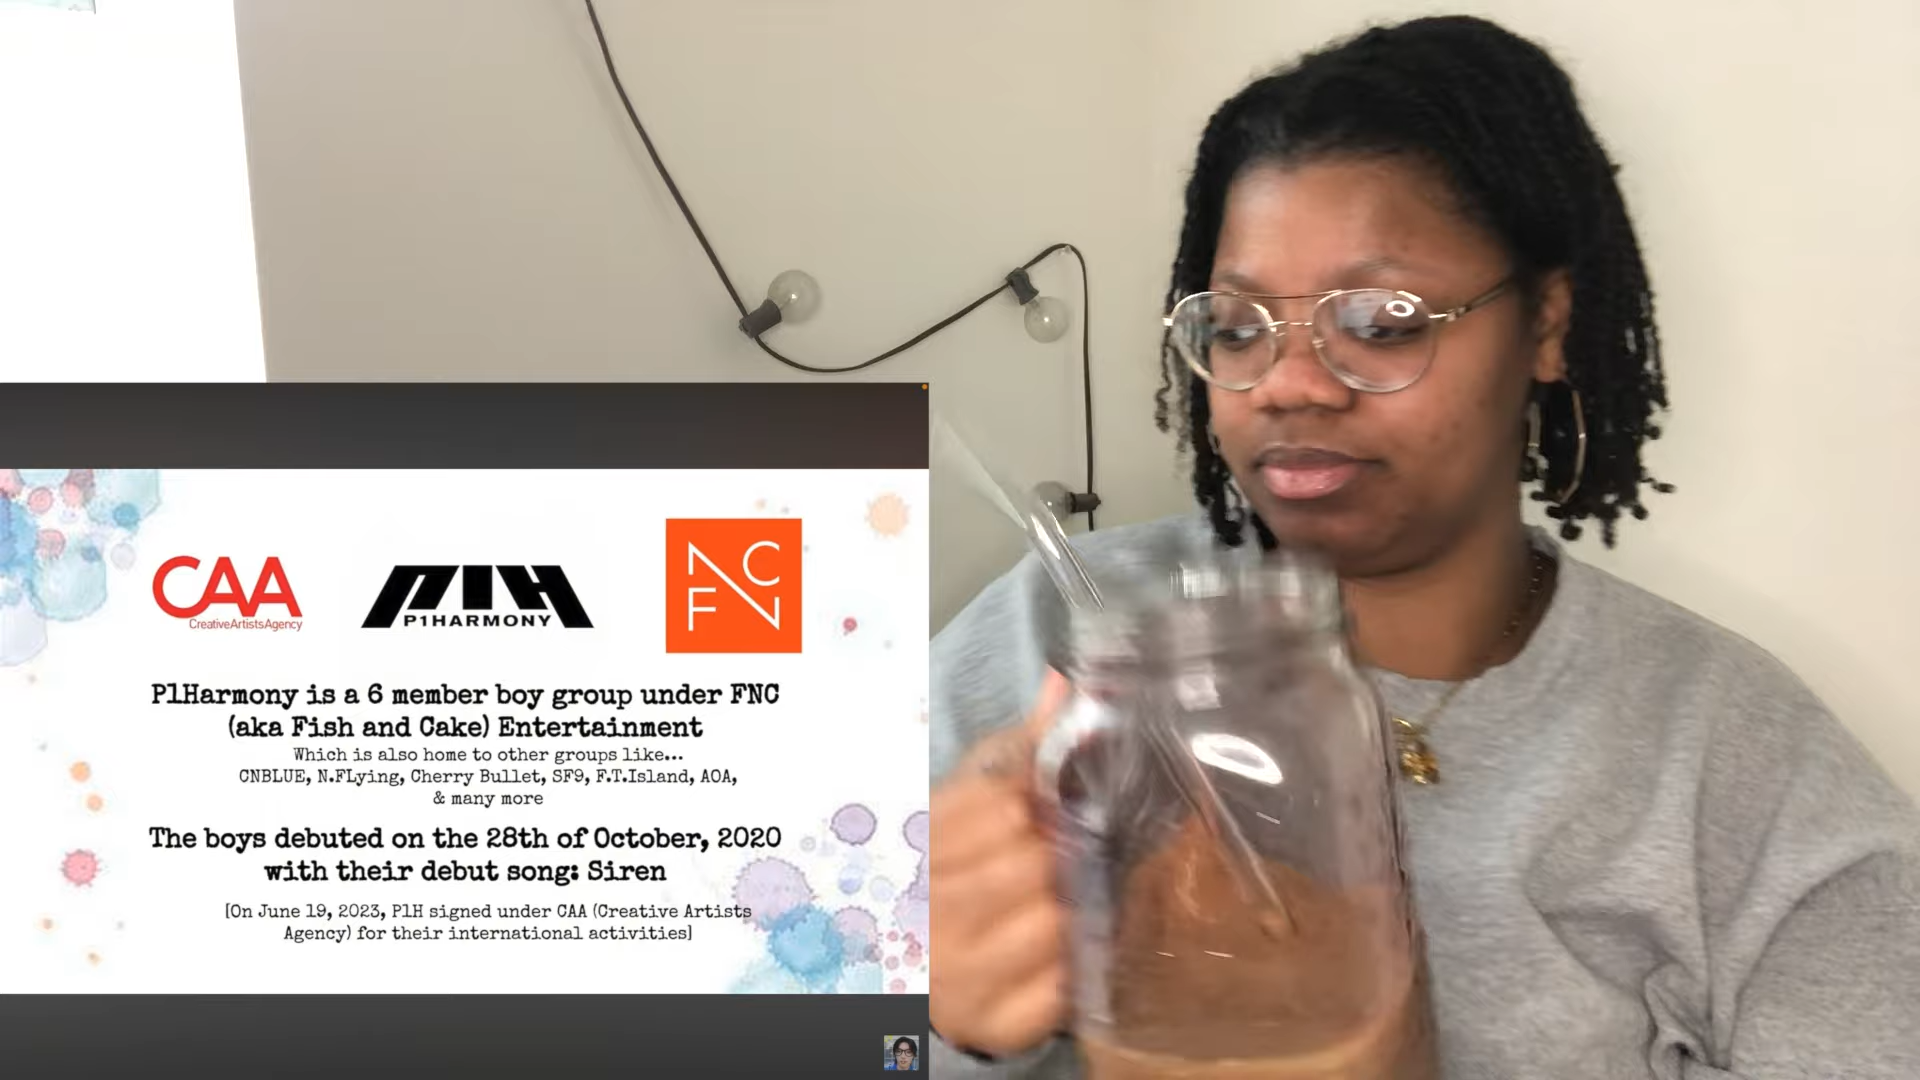 CAA
CreativeArtistsAgency
P1H
P1HARMONY
NC
FN
P1Harmony is a 6 member boy group under FNC
(aka Fish and Cake) Entertainment
Which is also home to other groups like...
CNBLUE, N.FLying, Cherry Bullet, SF9, F.T.Island, AOA,
& many more
The boys debuted on the 28th of October, 2020
with their debut song: Siren
[On June 19, 2023, P1H signed under CAA (Creative Artists
Agency) for their international activities]